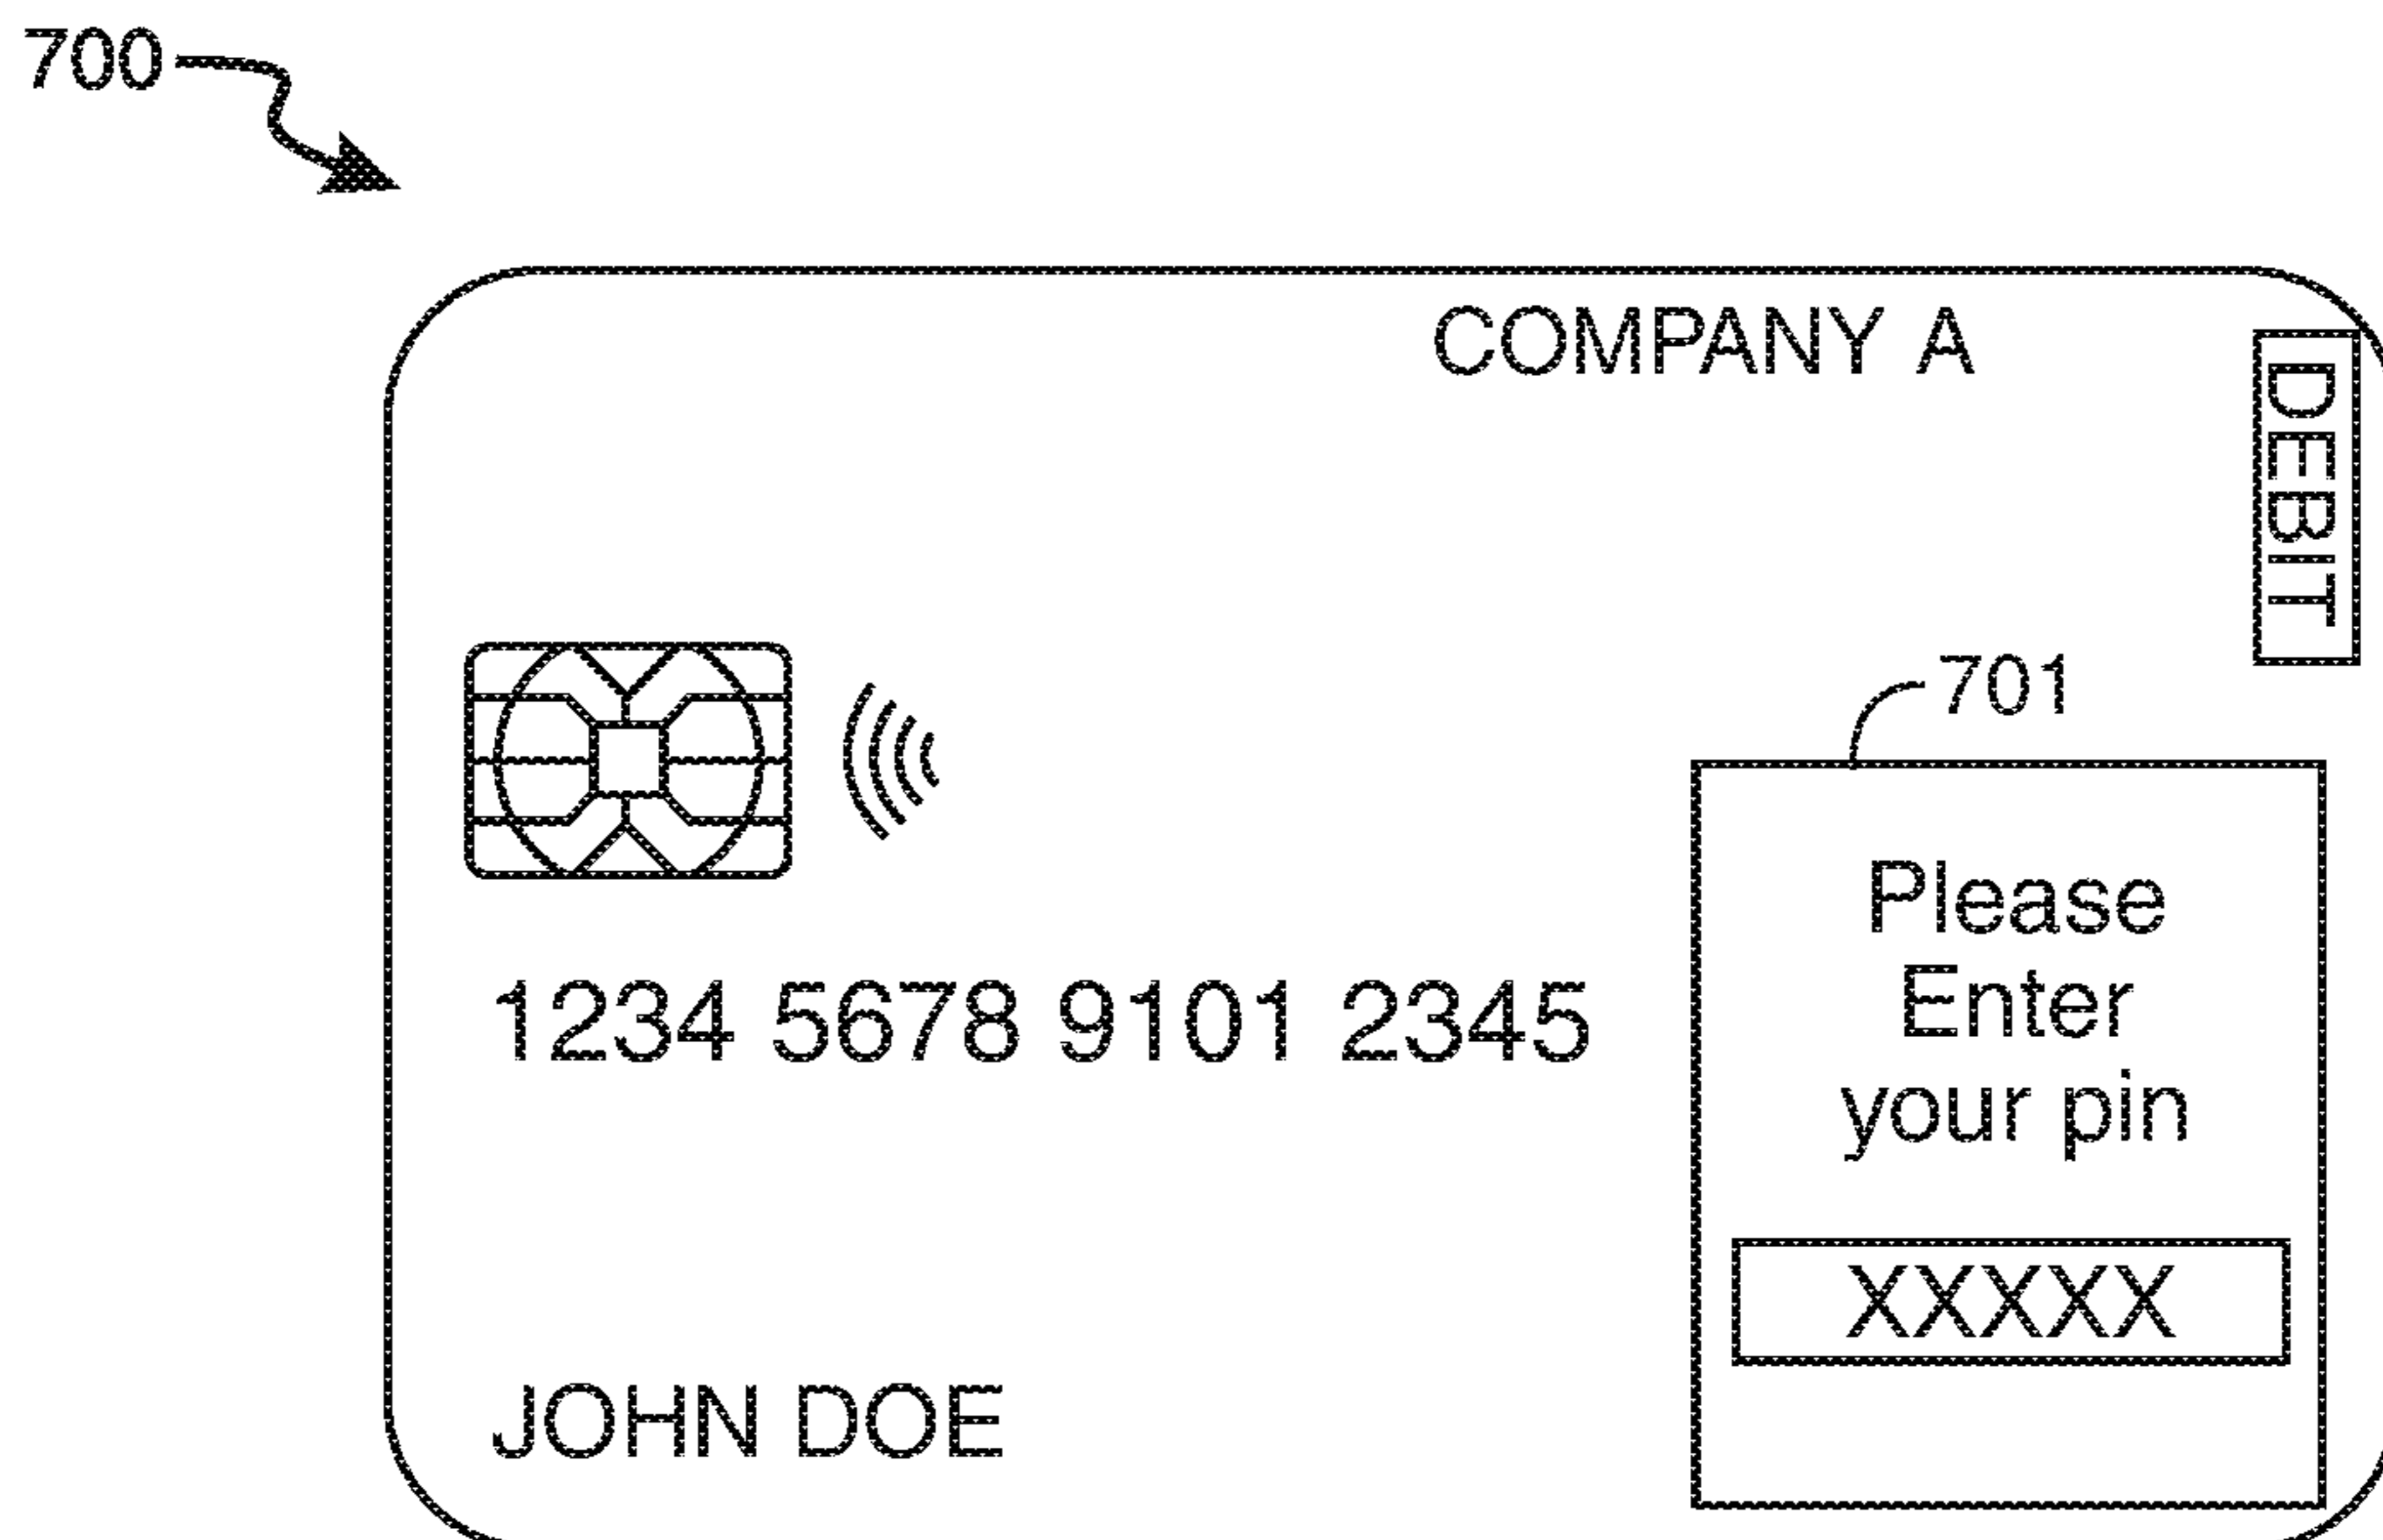 700
COMPANY A
DEBIT
701
Please
Enter
your pin
1234 5678 9101 2345
XXXXX
JOHN DOE